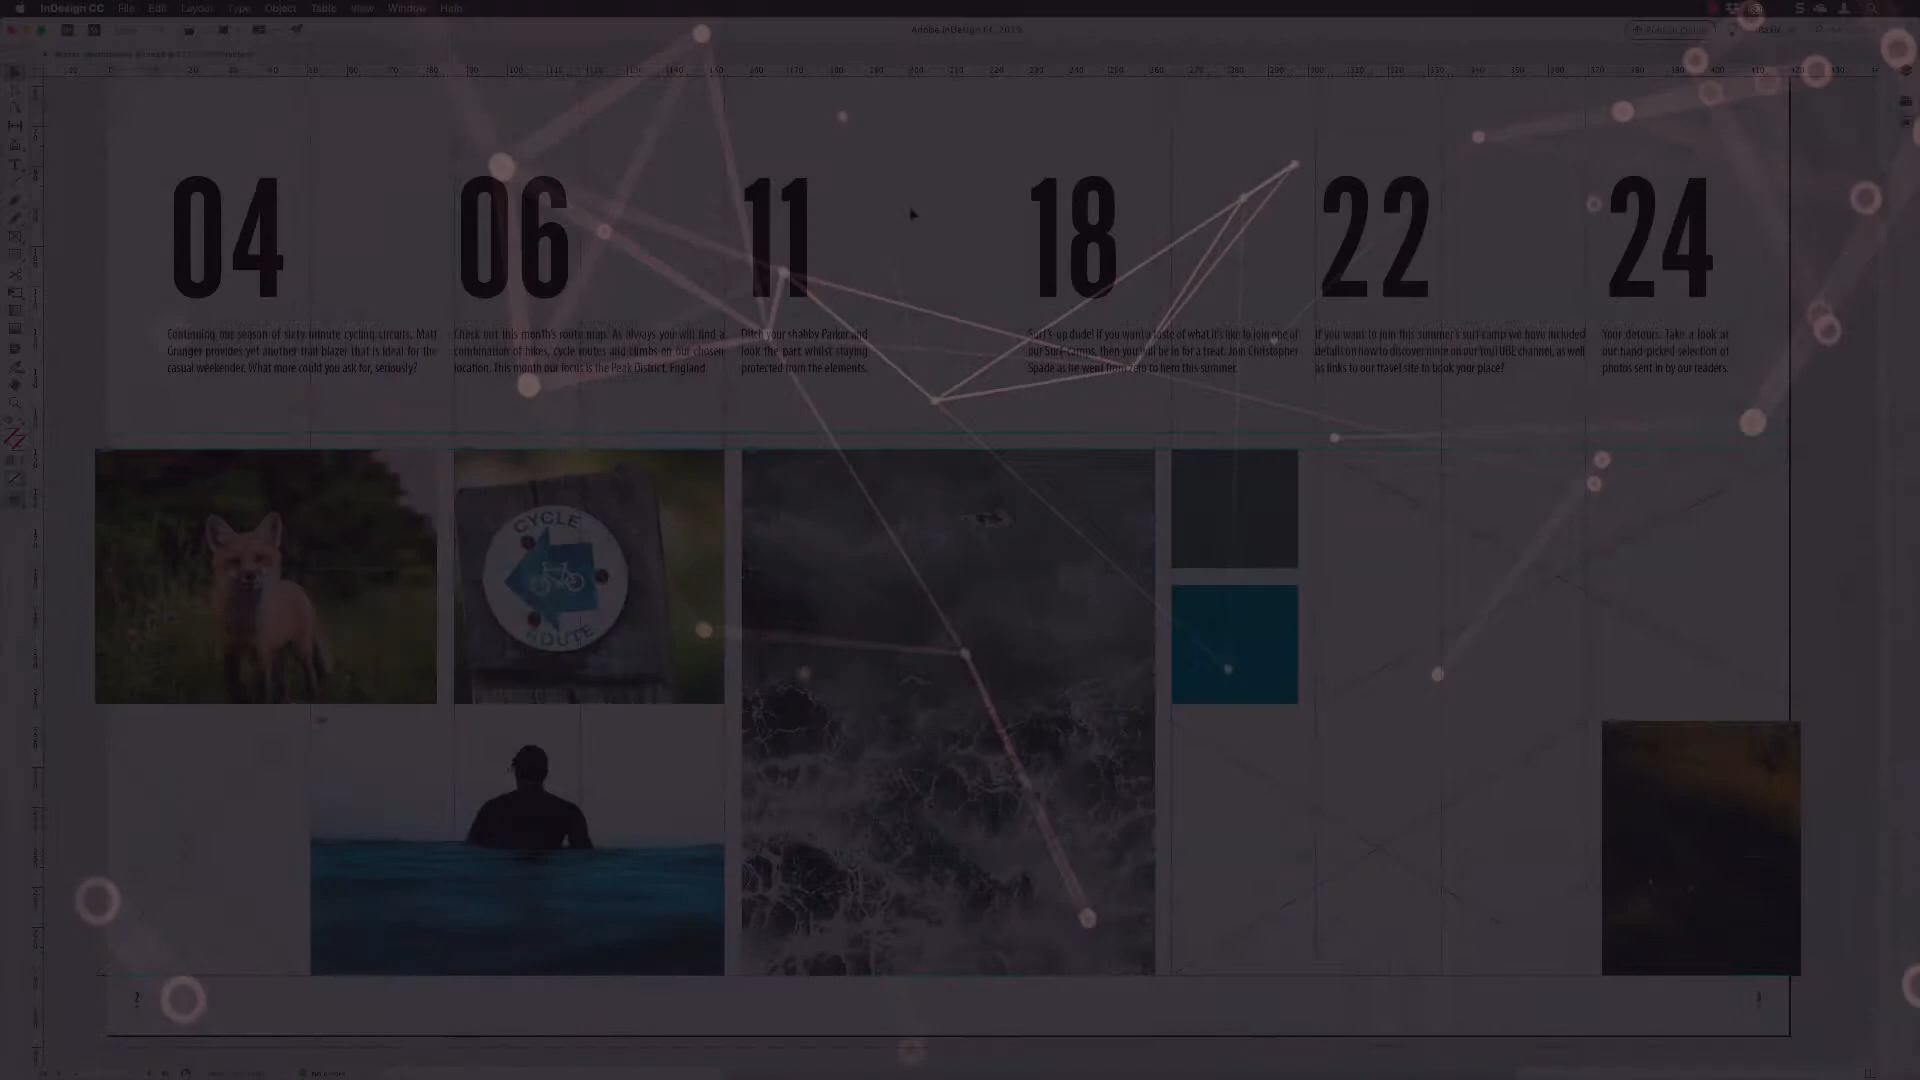 InDesign CC File Edit Layout Type Object Table View Window Help
Adobe InDesign CC 2019
04 06 11 18 22 24
Continuing our season of sixty minute cycling circuits. Matt
Granger provides yet another trail blazer that is ideal for the
casual weekender. What more could you ask for, seriously?
Check out this month's route map. As always you will find a
combination of hikes, cycle routes and climbs on our chosen
location. This month our focus is the Peak District, England.
Ditch your shabby Parker and
look the part whilst staying
protected from the elements.
Surf's-up dude! If you want a taste of what it's like to join one of
our Surf-camps, then you will be in for a treat. Join Christopher
Spade as he went from zero to hero this summer.
If you want to join this summer's surf camp we have included
details on how to discover more on our YouTUBE channel, as well
as links to our travel site to book your place?
Your detours. Take a look at
our hand-picked selection of
photos sent in by our readers.
CYCLE
ROUTE
2
No errors